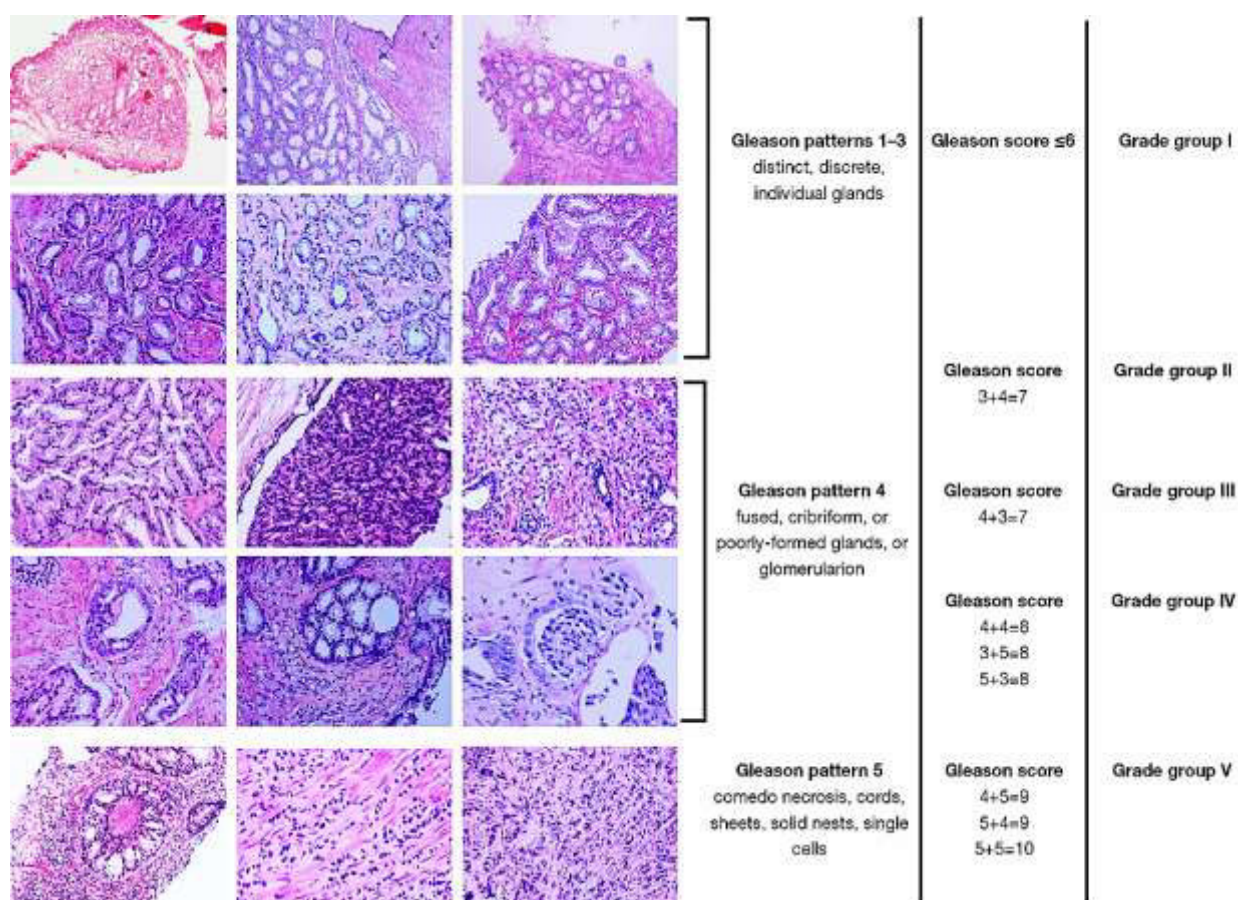 Gleason patterns 1–3
distinct, discrete,
individual glands
Gleason score ≤6
Grade group I
Gleason score
3+4=7
Grade group II
Gleason pattern 4
fused, cribriform, or
poorly-formed glands, or
glomerularion
Gleason score
4+3=7
Grade group III
Gleason score
4+4=8
3+5=8
5+3=8
Grade group IV
Gleason pattern 5
comedo necrosis, cords,
sheets, solid nests, single
cells
Gleason score
4+5=9
5+4=9
5+5=10
Grade group V